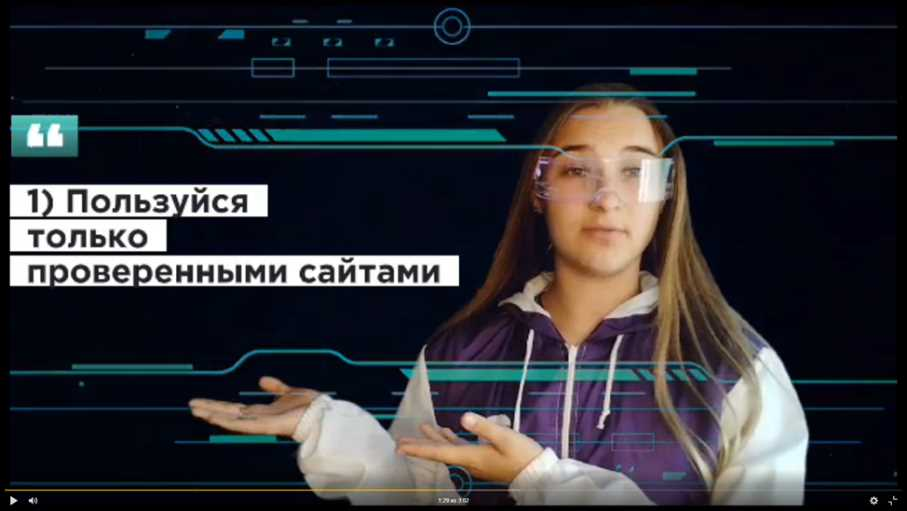 1) Пользуйся
только
проверенными сайтами